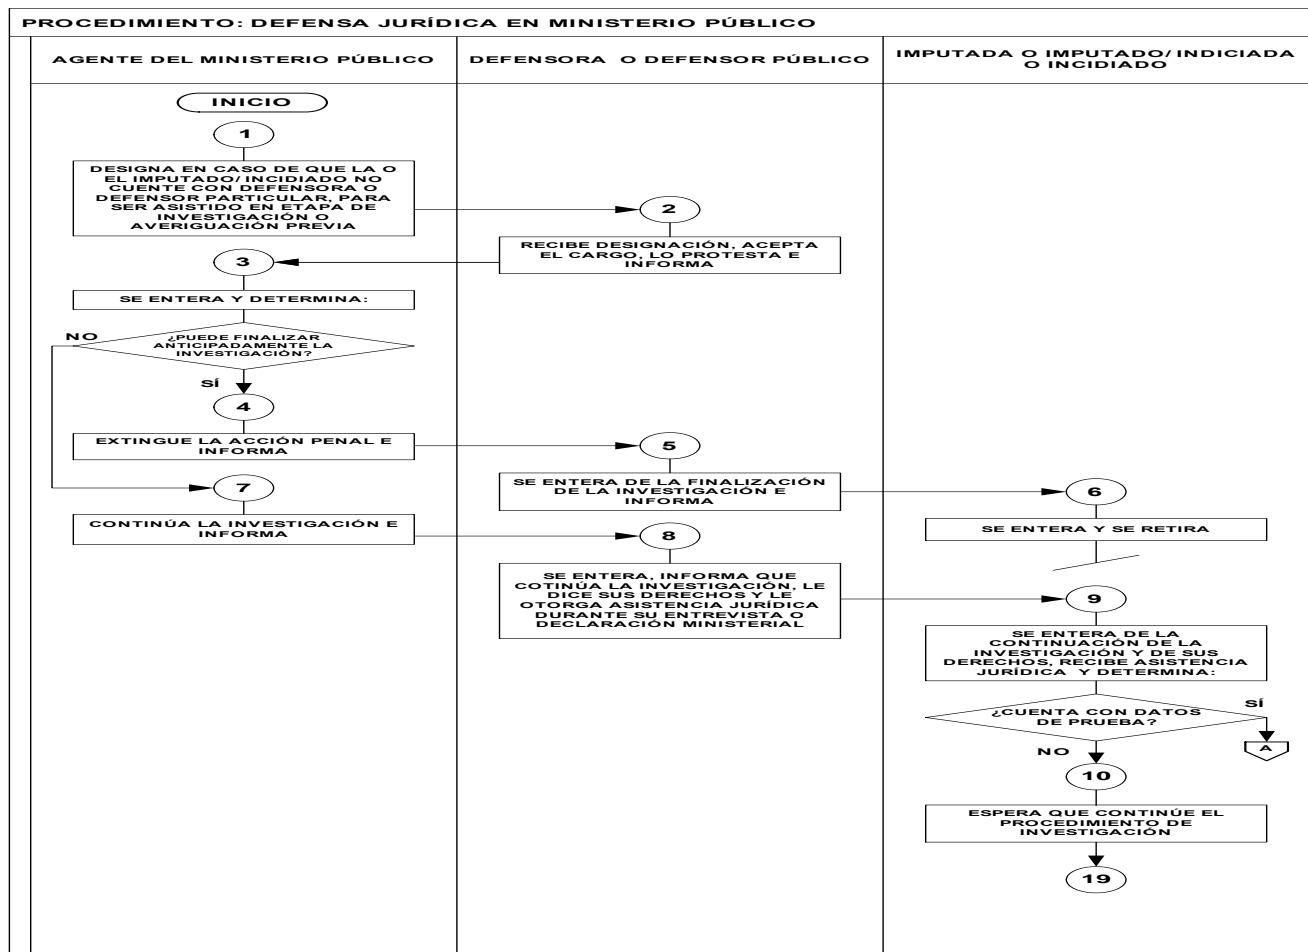 PROCEDIMIENTO: DEFENSA JURÍDICA EN MINISTERIO PÚBLICO
AGENTE DEL MINISTERIO PÚBLICO
DEFENSORA O DEFENSOR PÚBLICO
IMPUTADA O IMPUTADO/ INDICIADA
O INCIDIADO
INICIO
1
DESIGNA EN CASO DE QUE LA O
EL IMPUTADO/ INCIDIADO NO
CUENTE CON DEFENSORA O
DEFENSOR PARTICULAR, PARA
SER ASISTIDO EN ETAPA DE
INVESTIGACIÓN O
AVERIGUACIÓN PREVIA
2
RECIBE DESIGNACIÓN, ACEPTA
EL CARGO, LO PROTESTA E
INFORMA
3
SE ENTERA Y DETERMINA:
¿PUEDE FINALIZAR
ANTICIPADAMENTE LA
INVESTIGACIÓN?
NO
SÍ
4
EXTINGUE LA ACCIÓN PENAL E
INFORMA
5
SE ENTERA DE LA FINALIZACIÓN
DE LA INVESTIGACIÓN E
INFORMA
6
SE ENTERA Y SE RETIRA
7
CONTINÚA LA INVESTIGACIÓN E
INFORMA
8
SE ENTERA, INFORMA QUE
COTINÚA LA INVESTIGACIÓN, LE
DICE SUS DERECHOS Y LE
OTORGA ASISTENCIA JURÍDICA
DURANTE SU ENTREVISTA O
DECLARACIÓN MINISTERIAL
9
SE ENTERA DE LA
CONTINUACIÓN DE LA
INVESTIGACIÓN Y DE SUS
DERECHOS, RECIBE ASISTENCIA
JURÍDICA Y DETERMINA:
¿CUENTA CON DATOS
DE PRUEBA?
SÍ
A
NO
10
ESPERA QUE CONTINÚE EL
PROCEDIMIENTO DE
INVESTIGACIÓN
19